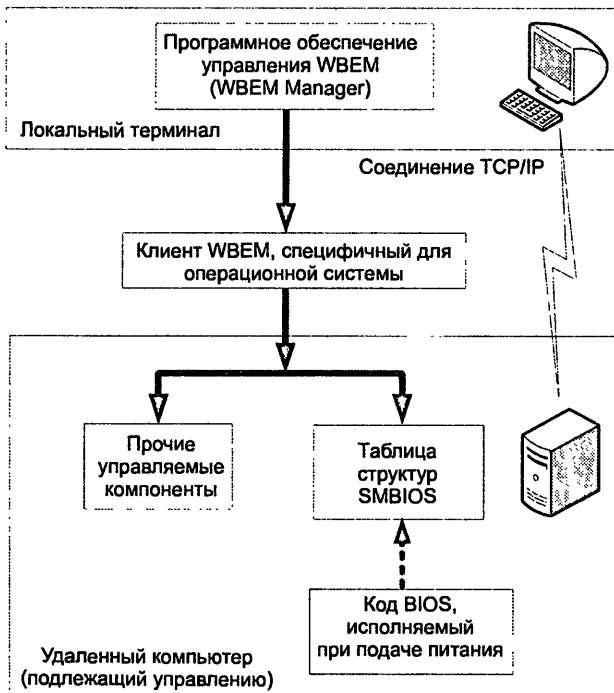 Программное обеспечение
управления WBEM
(WBEM Manager)
Локальный терминал
Соединение TCP/IP
Клиент WBEM, специфичный для
операционной системы
Прочие
управляемые
компоненты
Таблица
структур
SMBIOS
Код BIOS,
исполняемый
при подаче питания
Удаленный компьютер
(подлежащий управлению)